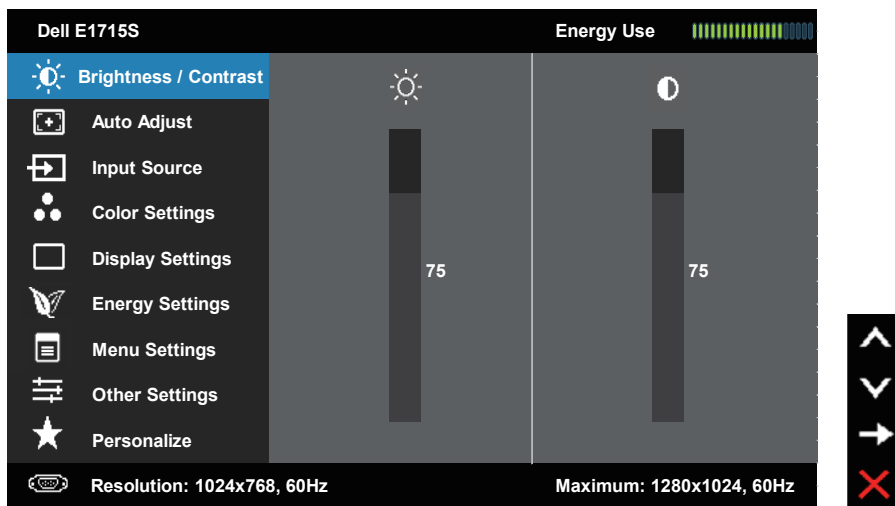 Dell E1715S
Energy Use
Brightness / Contrast
Auto Adjust
Input Source
Color Settings
Display Settings
75
75
Energy Settings
Menu Settings
Other Settings
Personalize
Resolution: 1024x768, 60Hz
Maximum: 1280x1024, 60Hz